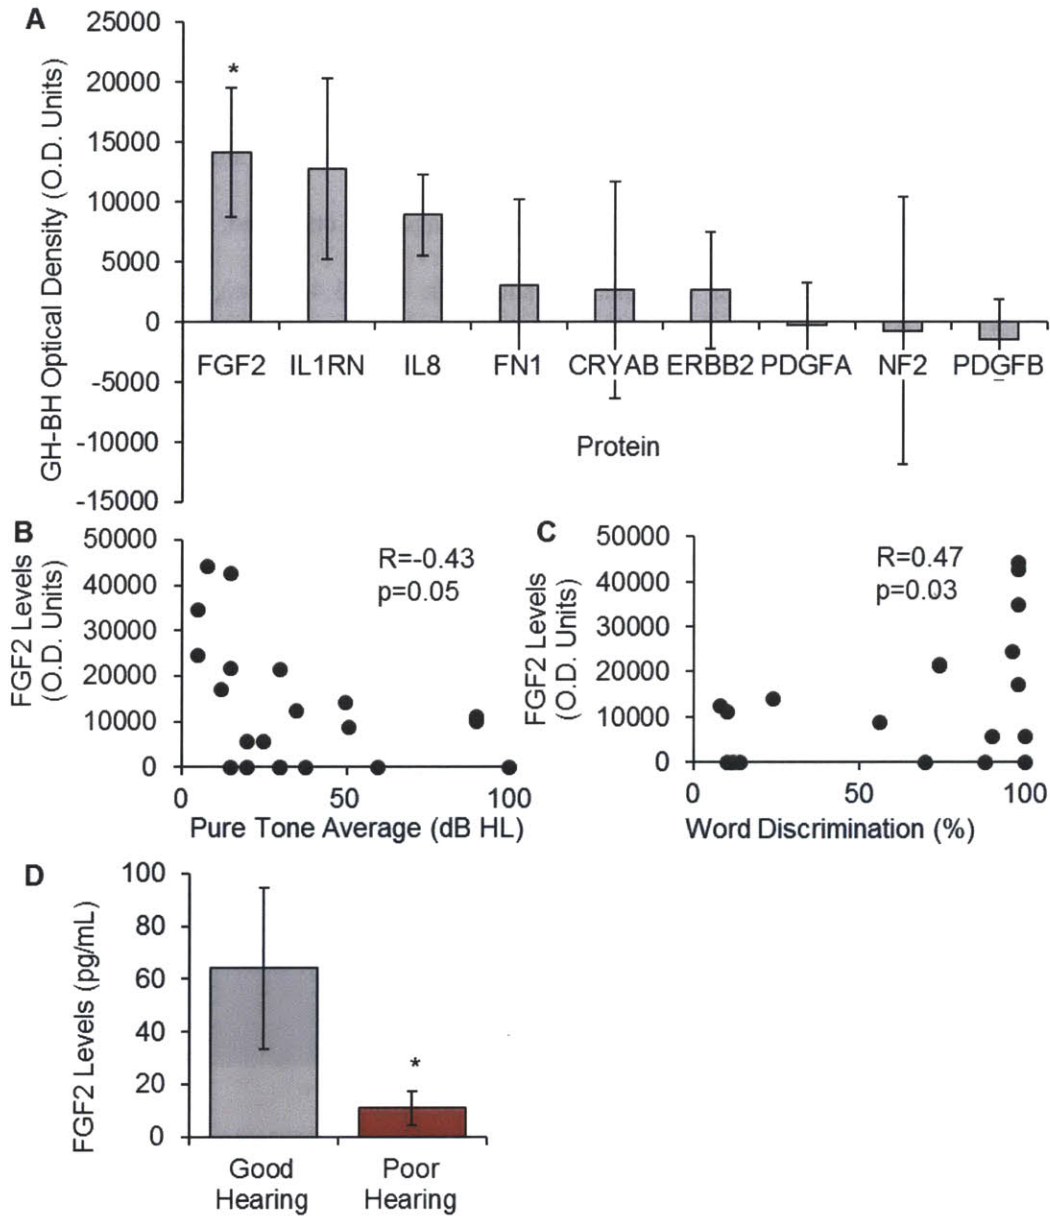 A
GH-BH Optical Density (O.D. Units)
25000
20000
15000
10000
5000
0
-5000
-10000
-15000
*
FGF2 IL1RN IL8 FN1 CRYAB ERBB2 PDGFA NF2 PDGFB
Protein
B
FGF2 Levels
(O.D. Units)
50000
40000
30000
20000
10000
0
R=-0.43
p=0.05
0 50 100
Pure Tone Average (dB HL)
C
FGF2 Levels
(O.D. Units)
50000
40000
30000
20000
10000
0
R=0.47
p=0.03
0 50 100
Word Discrimination (%)
D
FGF2 Levels (pg/mL)
100
80
60
40
20
0
*
Good
Hearing
Poor
Hearing